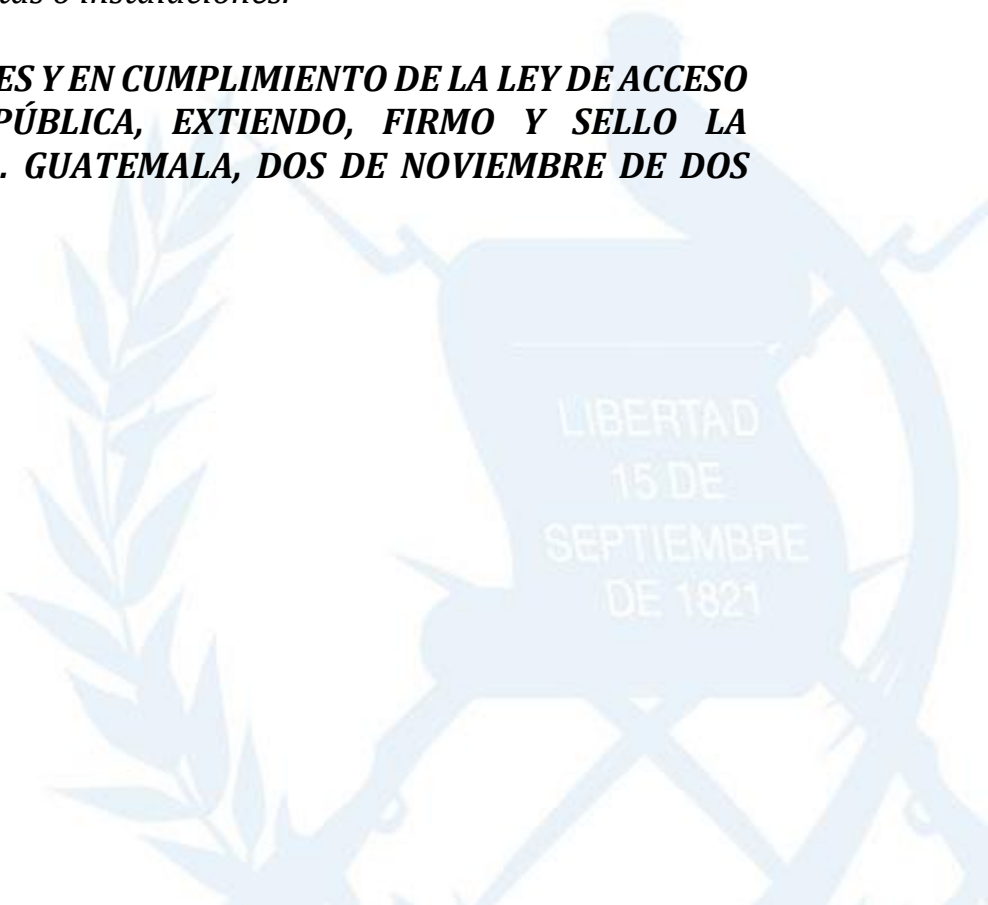 o instalaciones.
ES Y EN CUMPLIMIENTO DE LA LEY DE ACCESO
PÚBLICA, EXTIENDO, FIRMO Y SELLO LA
. GUATEMALA, DOS DE NOVIEMBRE DE DOS
LIBERTAD
15 DE
SEPTIEMBRE
DE 1821